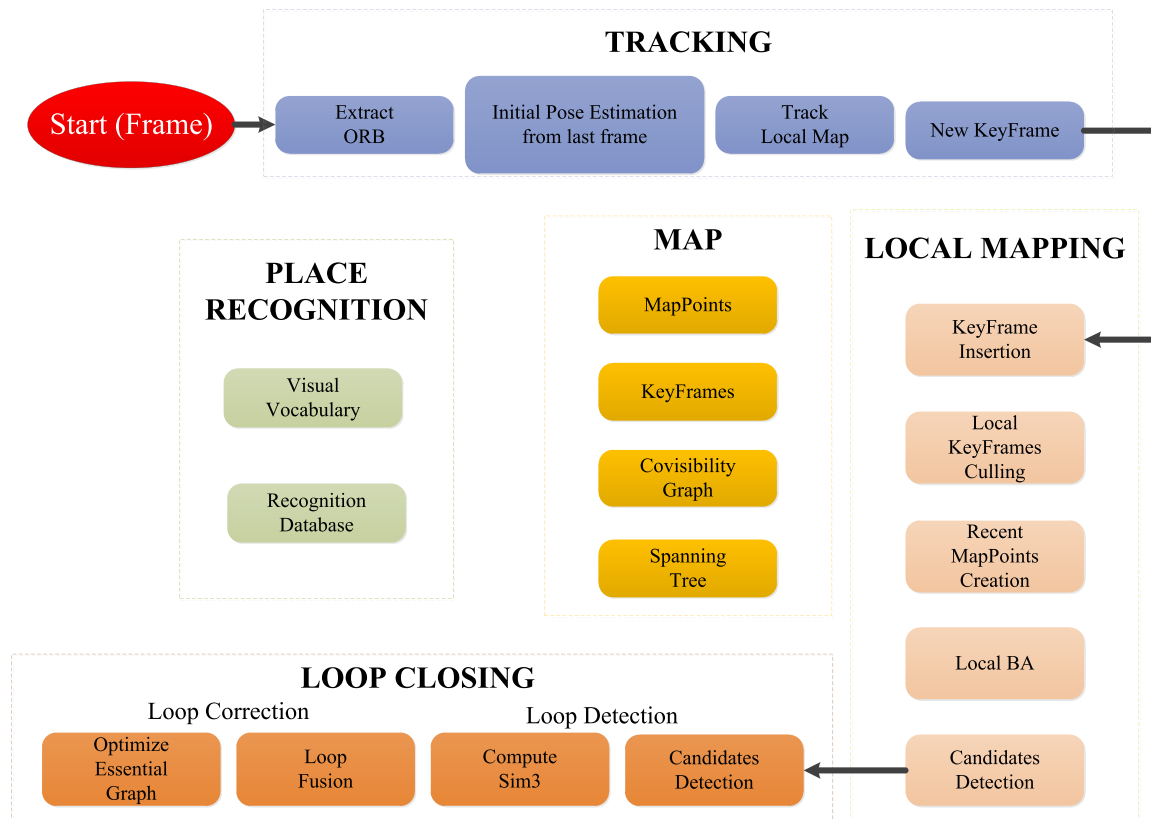 TRACKING
Start (Frame)
Extract
ORB
Initial Pose Estimation
from last frame
Track
Local Map
New KeyFrame
PLACE
RECOGNITION
Visual
Vocabulary
Recognition
Database
MAP
MapPoints
KeyFrames
Covisibility
Graph
Spanning
Tree
LOCAL MAPPING
KeyFrame
Insertion
Local
KeyFrames
Culling
Recent
MapPoints
Creation
Local BA
Candidates
Detection
LOOP CLOSING
Loop Correction
Loop Detection
Optimize
Essential
Graph
Loop
Fusion
Compute
Sim3
Candidates
Detection